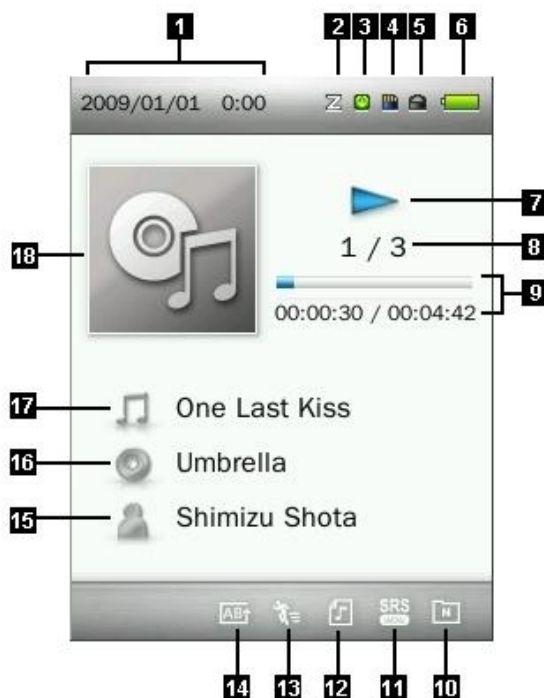 1 2 3 4 5 6
2009/01/01 0:00
7
1 / 3 8
18
9
00:00:30 / 00:04:42
17 One Last Kiss
16 Umbrella
15 Shimizu Shota
AB SRS WOW N
14 13 12 11 10